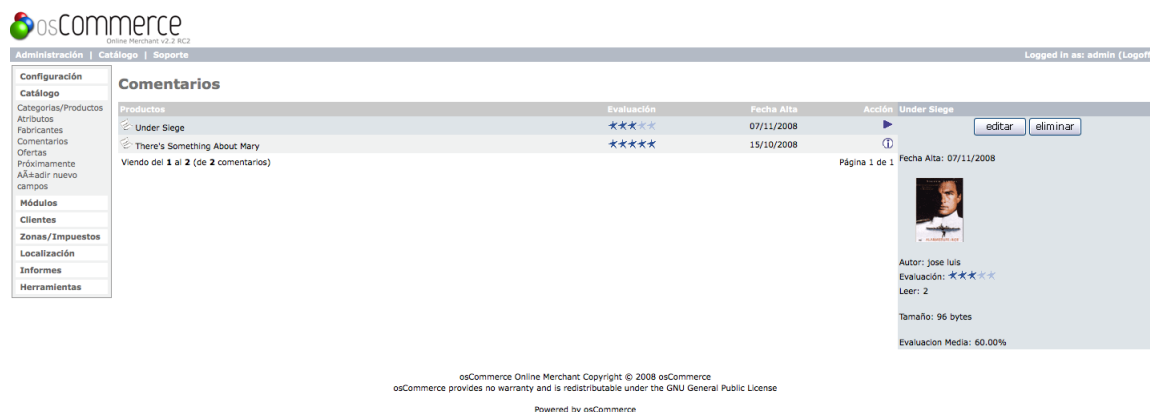 osCommerce
Online Merchant v2.2 RC2
Administración | Catálogo | Soporte
Logged in as: admin (Logoff
Configuración
Catálogo
Categorias/Productos
Atributos
Fabricantes
Comentarios
Ofertas
Próximamente
AÃ±adir nuevo
campos
Módulos
Clientes
Zonas/Impuestos
Localización
Informes
Herramientas
Comentarios
Productos Evaluación Fecha Alta Acción
Under Siege 07/11/2008
There's Something About Mary 15/10/2008
Viendo del 1 al 2 (de 2 comentarios) Página 1 de 1
Under Siege
editar eliminar
Fecha Alta: 07/11/2008
Autor: jose luis
Evaluación:
Leer: 2
Tamaño: 96 bytes
Evaluacion Media: 60.00%
osCommerce Online Merchant Copyright © 2008 osCommerce
osCommerce provides no warranty and is redistributable under the GNU General Public License
Powered by osCommerce